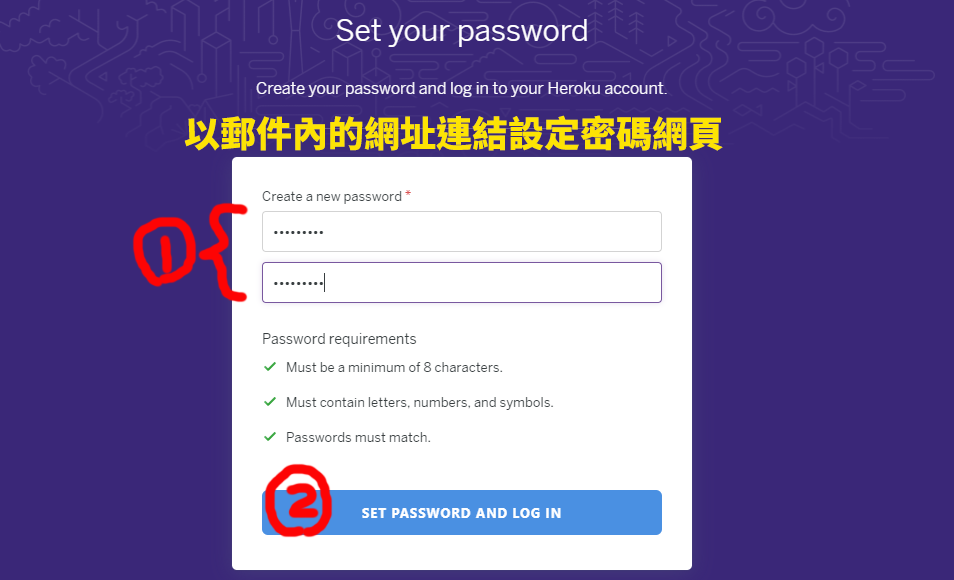 Set your password
Create your password and log in to your Heroku account.
以郵件內的網址連結設定密碼網頁
Create a new password *
•••••••••
•••••••••
1
Password requirements
Must be a minimum of 8 characters.
Must contain letters, numbers, and symbols.
Passwords must match.
2
SET PASSWORD AND LOG IN